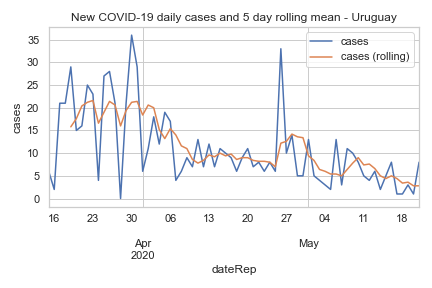 New COVID-19 daily cases and 5 day rolling mean - Uruguay
cases
cases (rolling)
35
30
25
20
15
10
5
0
cases
16 23 30 06 13 20 27 04 11 18
Apr May
2020
dateRep